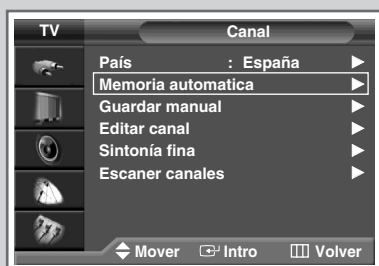 TV Canal
País : España
Memoria automatica
Guardar manual
Editar canal
Sintonía fina
Escaner canales
Mover Intro Volver